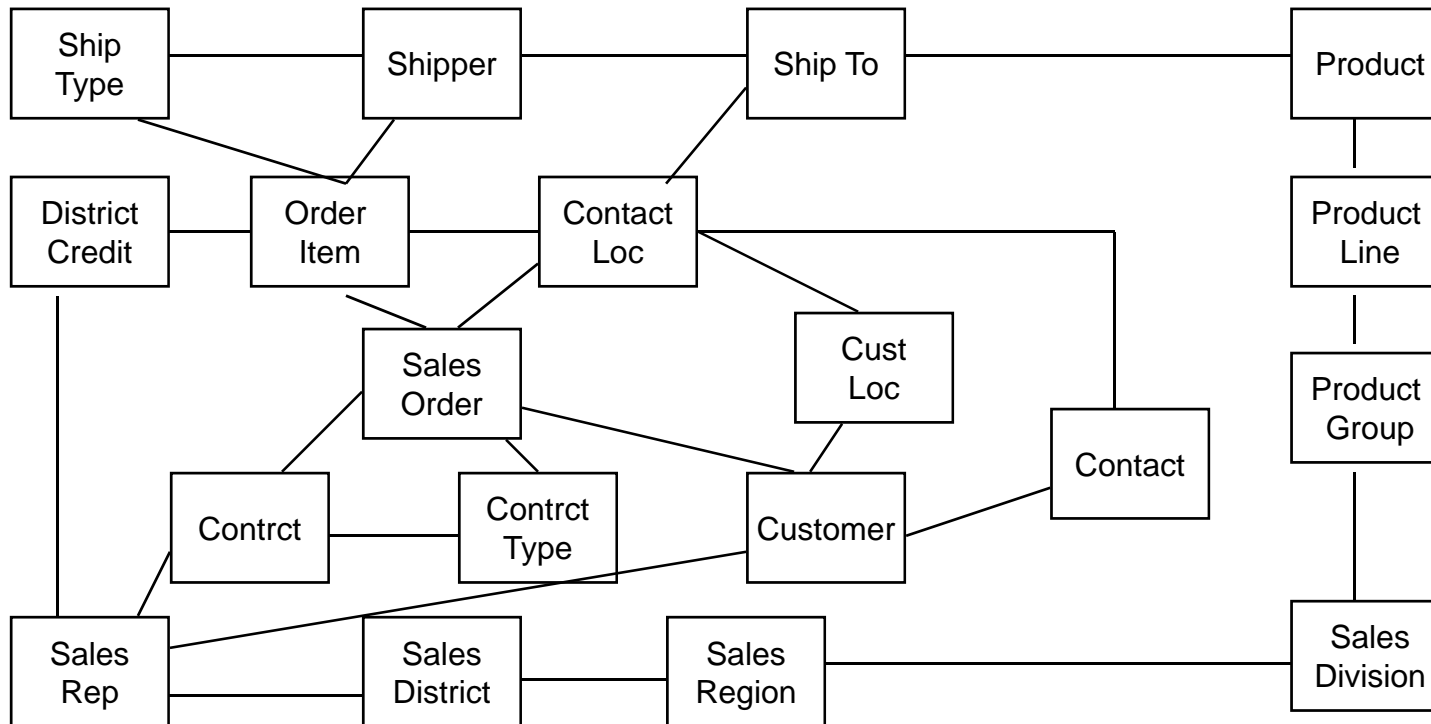 Ship
Type
Shipper
Ship To
Product
District
Credit
Order
Item
Contact
Loc
Product
Line
Sales
Order
Cust
Loc
Product
Group
Contact
Contrct
Contrct
Type
Customer
Sales
Rep
Sales
District
Sales
Region
Sales
Division